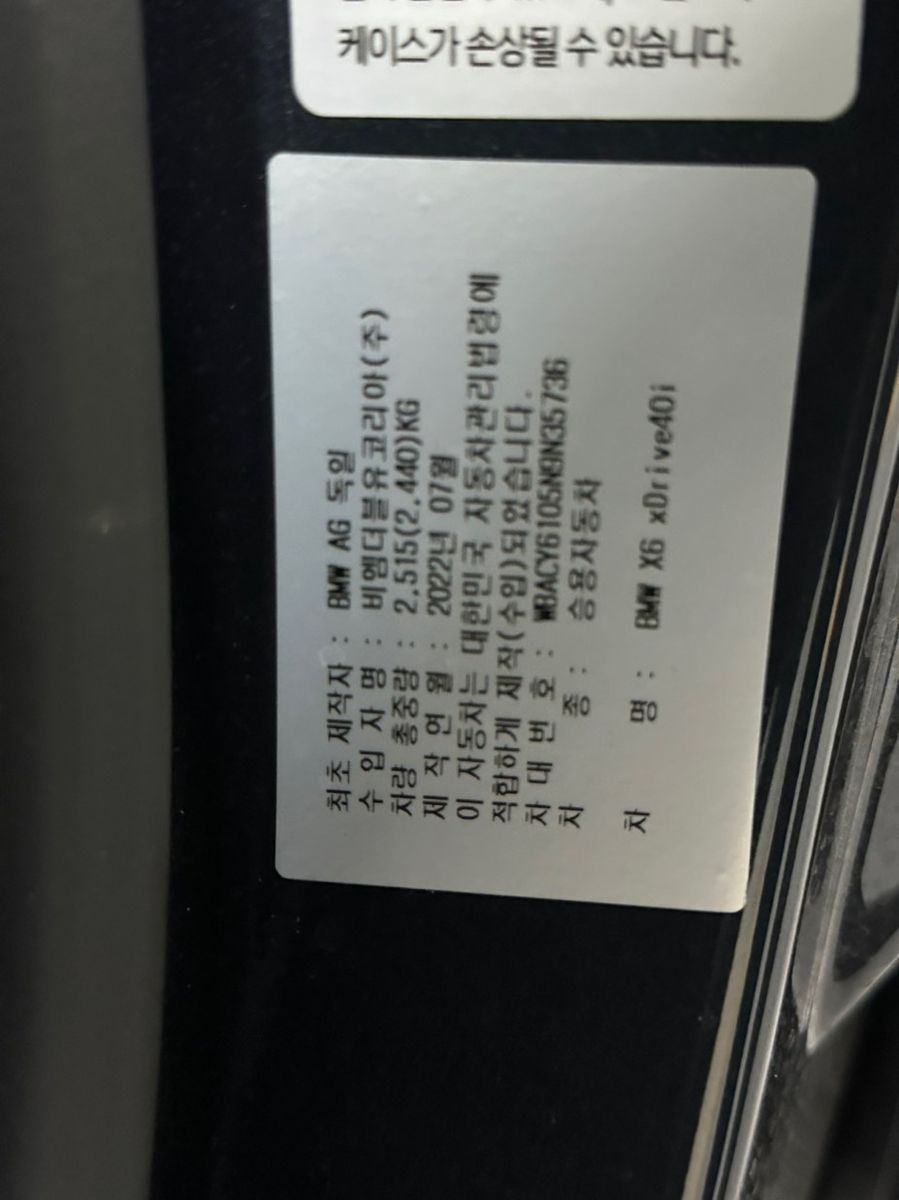 케이스가 손상될 수 있습니다.
최초 제작자 : BMW AG 독일
수 입 자 명 : 비엠더블유코리아(주)
차량 총중량 : 2.515(2.440)KG
제 작 연 월 : 2022년 07월
이 자동차는 대한민국 자동차관리법령에
적합하게 제작(수입)되었습니다.
차 대 번 호 : WBACY6105N9N35736
차 종 : 승용자동차
차 명 : BMW X6 xDrive40i